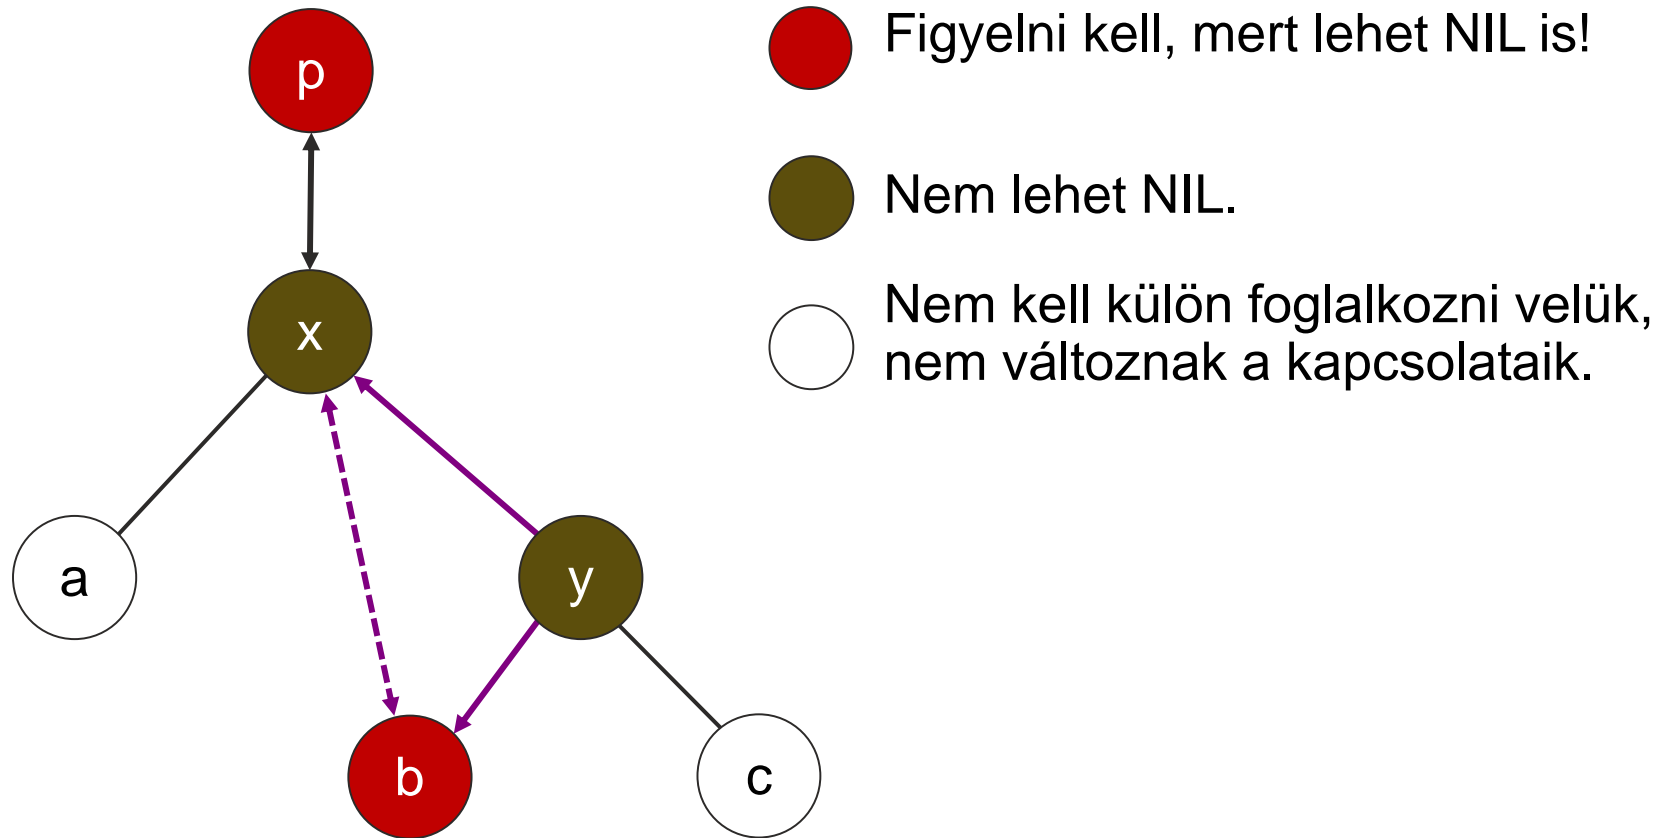 p
Figyelni kell, mert lehet NIL is!
Nem lehet NIL.
x
Nem kell külön foglalkozni velük,
nem változnak a kapcsolataik.
a
y
b
c